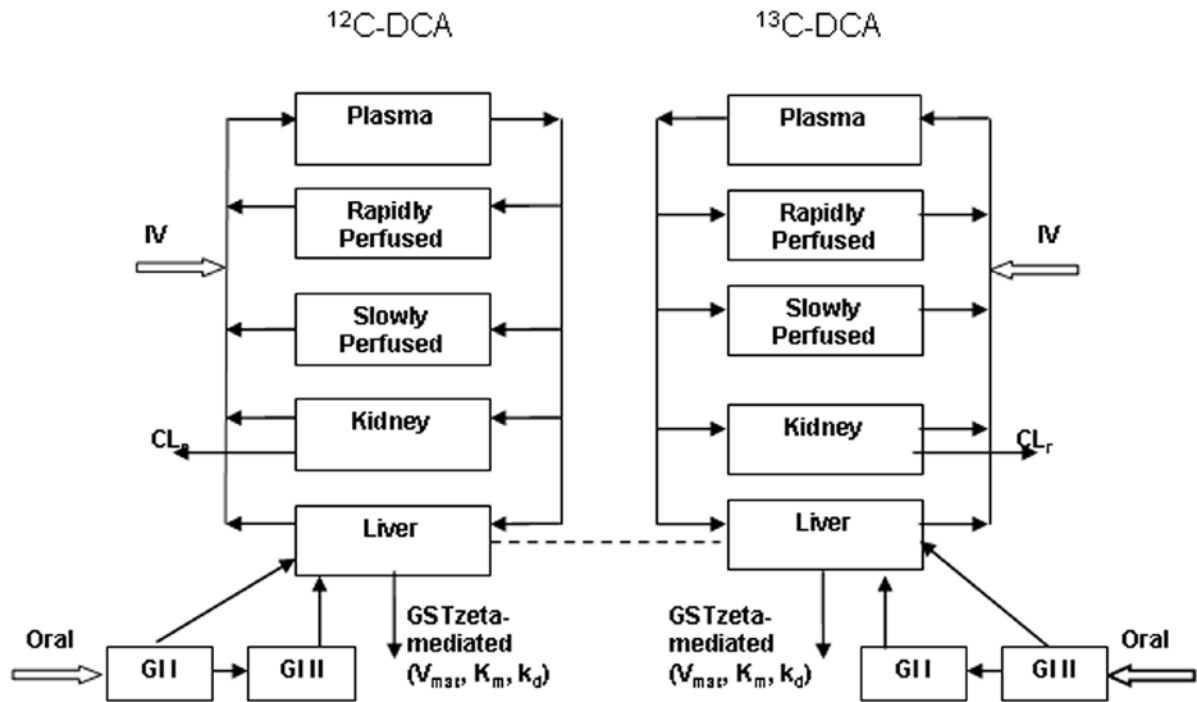 ¹²C-DCA
Plasma
Rapidly
Perfused
IV
Slowly
Perfused
Kidney
CLᵣ
Liver
GSTzeta-
mediated
(Vmax, Km, kd)
Oral
GI I
GI II
¹³C-DCA
Plasma
Rapidly
Perfused
IV
Slowly
Perfused
Kidney
CLᵣ
Liver
GSTzeta-
mediated
(Vmax, Km, kd)
GI I
GI II
Oral